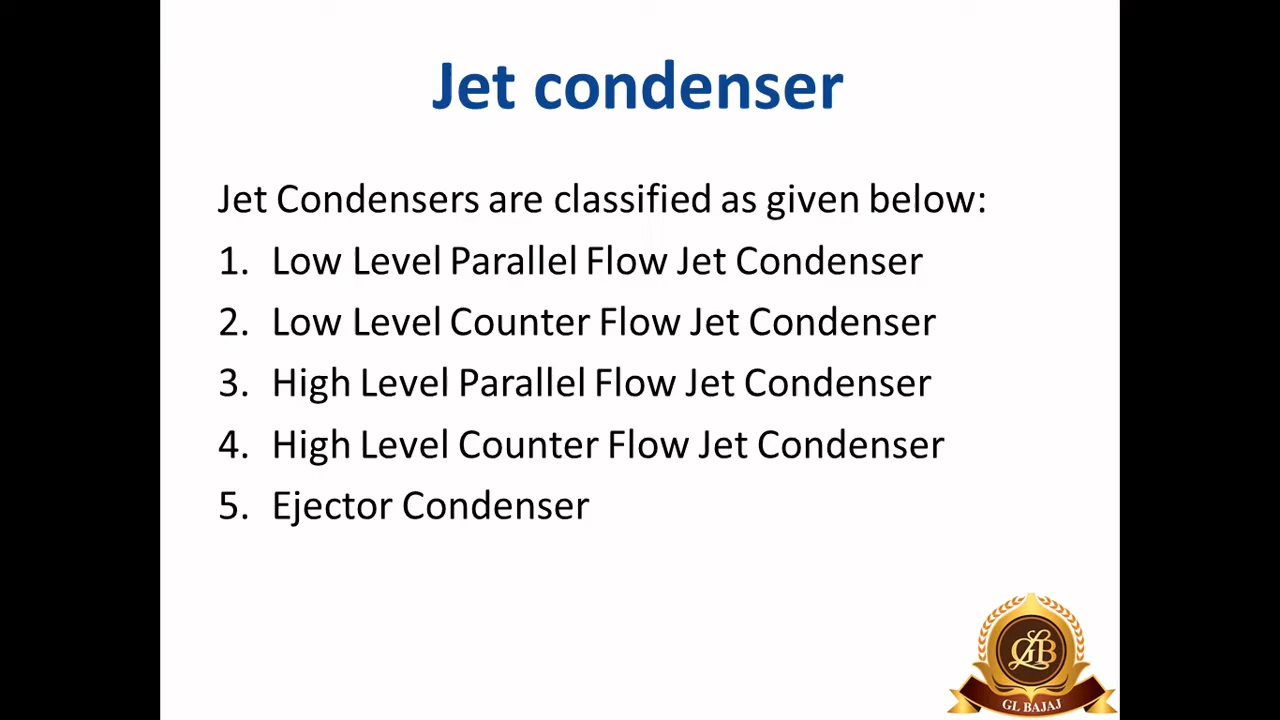 Jet condenser
Jet Condensers are classified as given below:
1. Low Level Parallel Flow Jet Condenser
2. Low Level Counter Flow Jet Condenser
3. High Level Parallel Flow Jet Condenser
4. High Level Counter Flow Jet Condenser
5. Ejector Condenser
GLB
GL BAJAJ